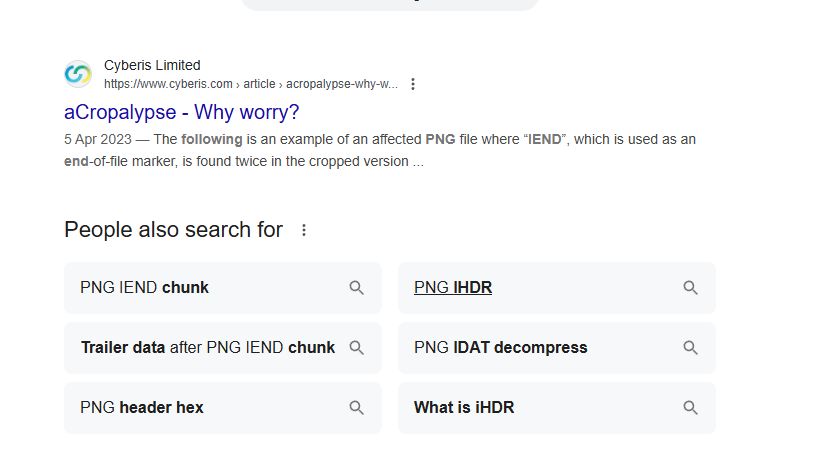 Cyberis Limited
https://www.cyberis.com › article › acropalypse-why-w...
aCropalypse - Why worry?
5 Apr 2023 — The following is an example of an affected PNG file where “IEND”, which is used as an
end-of-file marker, is found twice in the cropped version ...
People also search for
PNG IEND chunk
PNG IHDR
Trailer data after PNG IEND chunk
PNG IDAT decompress
PNG header hex
What is iHDR